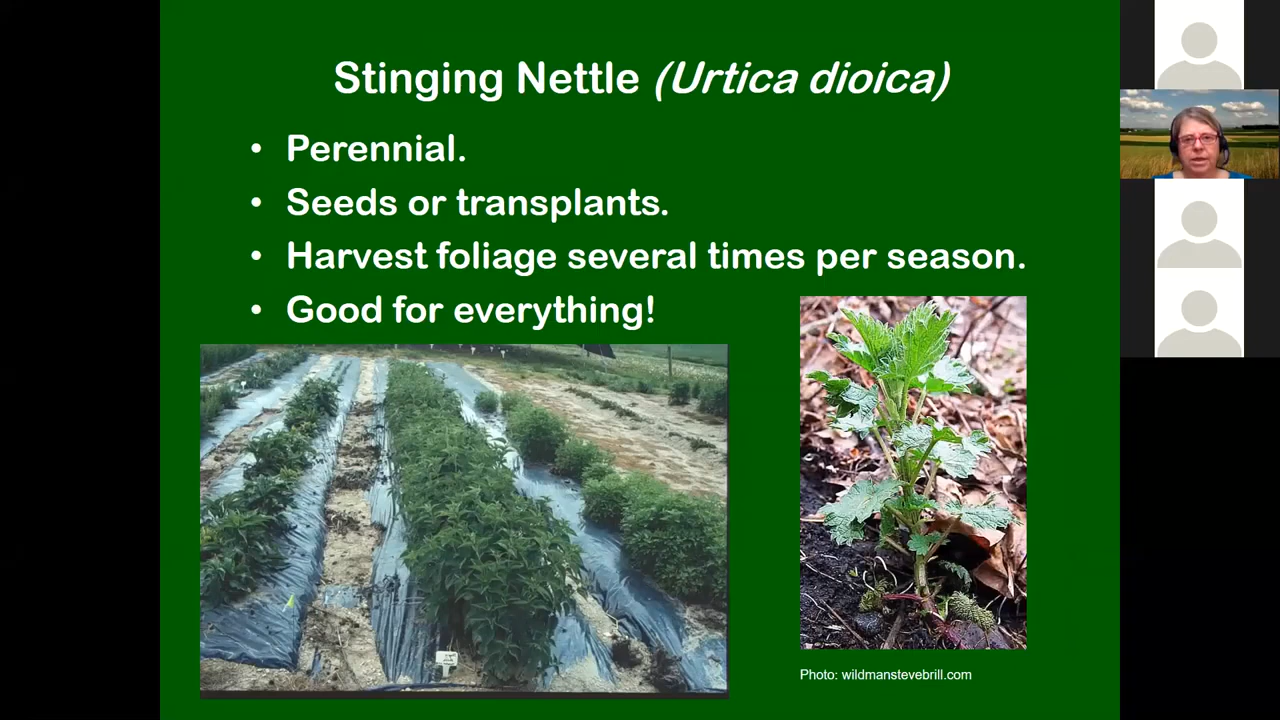 Stinging Nettle (Urtica dioica)
• Perennial.
• Seeds or transplants.
• Harvest foliage several times per season.
• Good for everything!
Photo: wildmanstevebrill.com